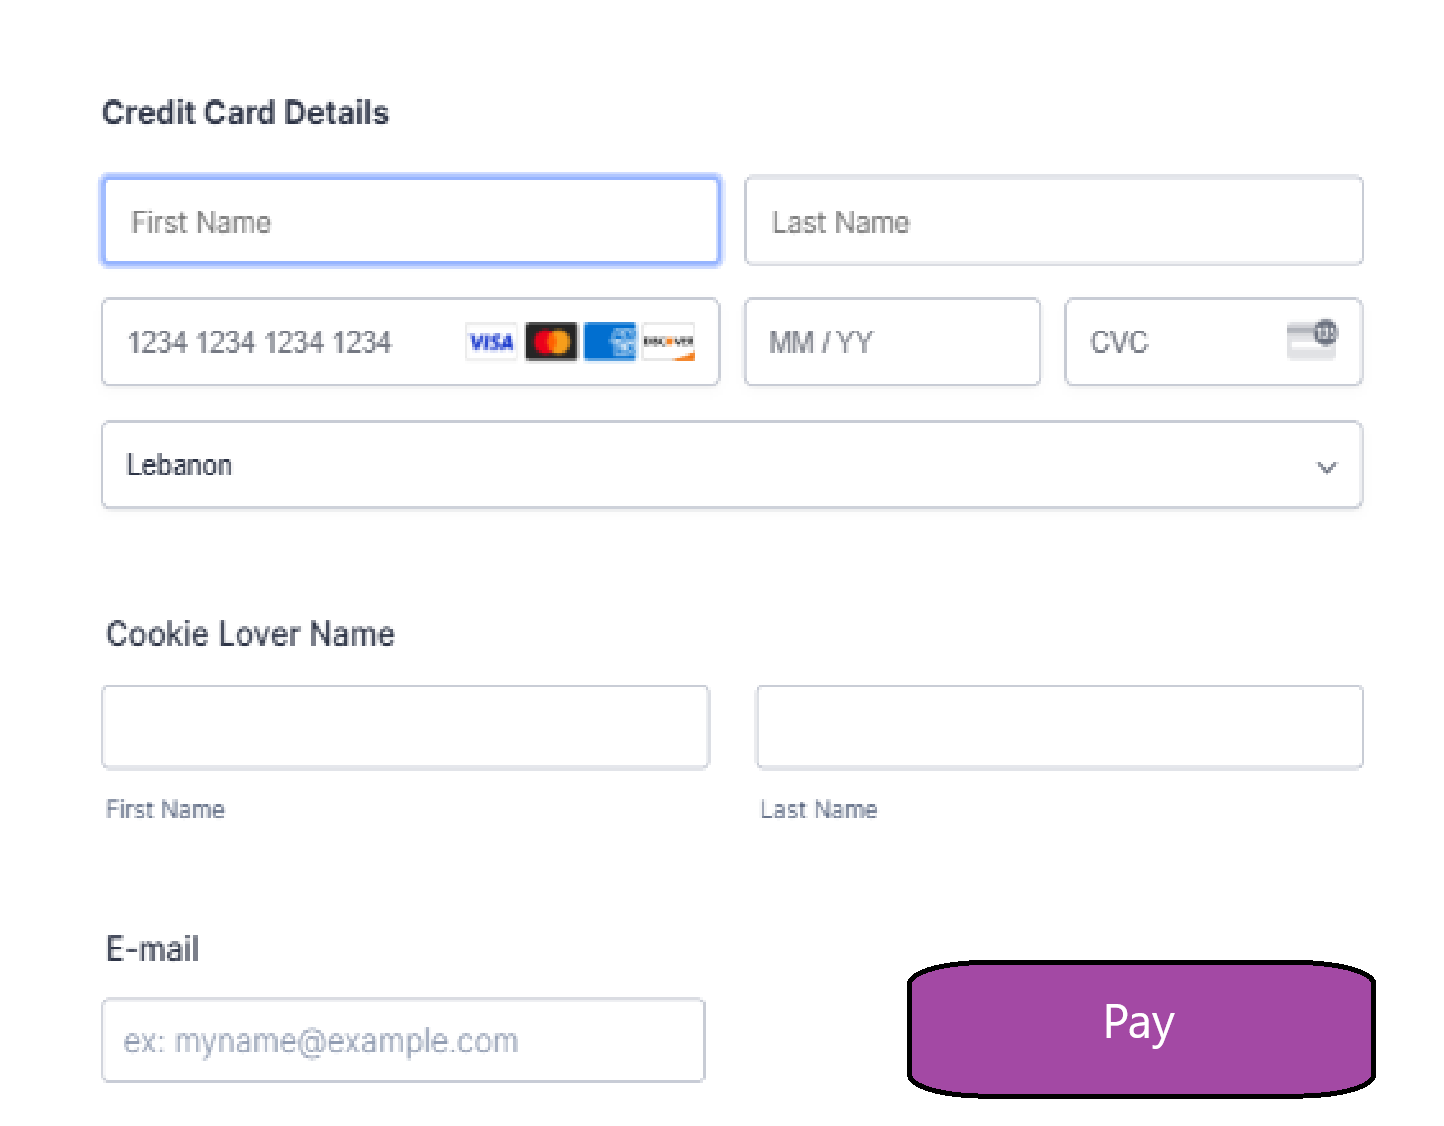 Credit Card Details
First Name
Last Name
1234 1234 1234 1234 VISA DISCOVER
MM / YY
CVC
Lebanon
Cookie Lover Name
First Name
Last Name
E-mail
ex: myname@example.com
Pay